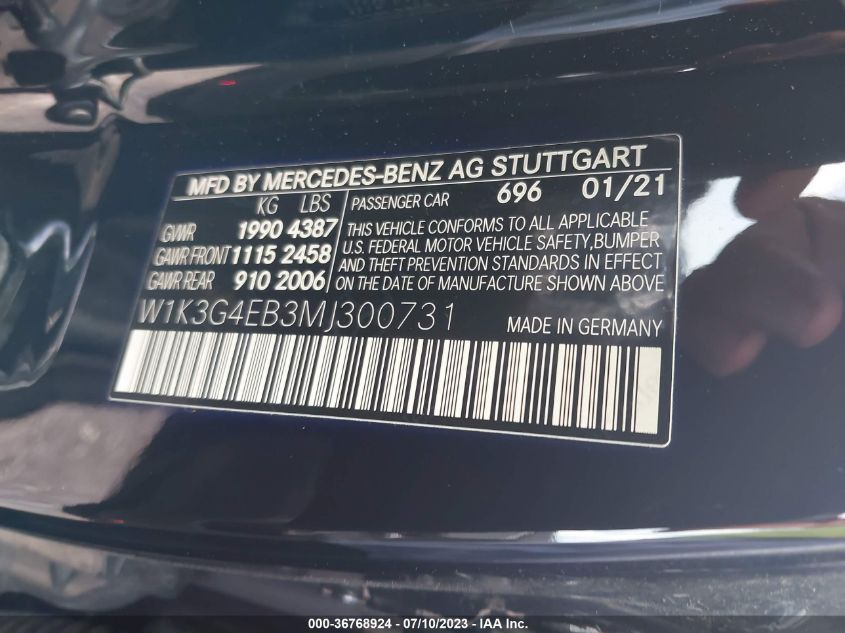 MFD BY MERCEDES-BENZ AG STUTTGART
KG LBS
GWR 1990 4387
GAWR FRONT 1115 2458
GAWR REAR 910 2006
PASSENGER CAR 696 01/21
THIS VEHICLE CONFORMS TO ALL APPLICABLE
U.S. FEDERAL MOTOR VEHICLE SAFETY,BUMPER
AND THEFT PREVENTION STANDARDS IN EFFECT
ON THE DATE OF MANUFACTURE SHOWN ABOVE
W1K3G4EB3MJ300731
MADE IN GERMANY
000-36768924 / 07/10/2023 - IAA Inc.